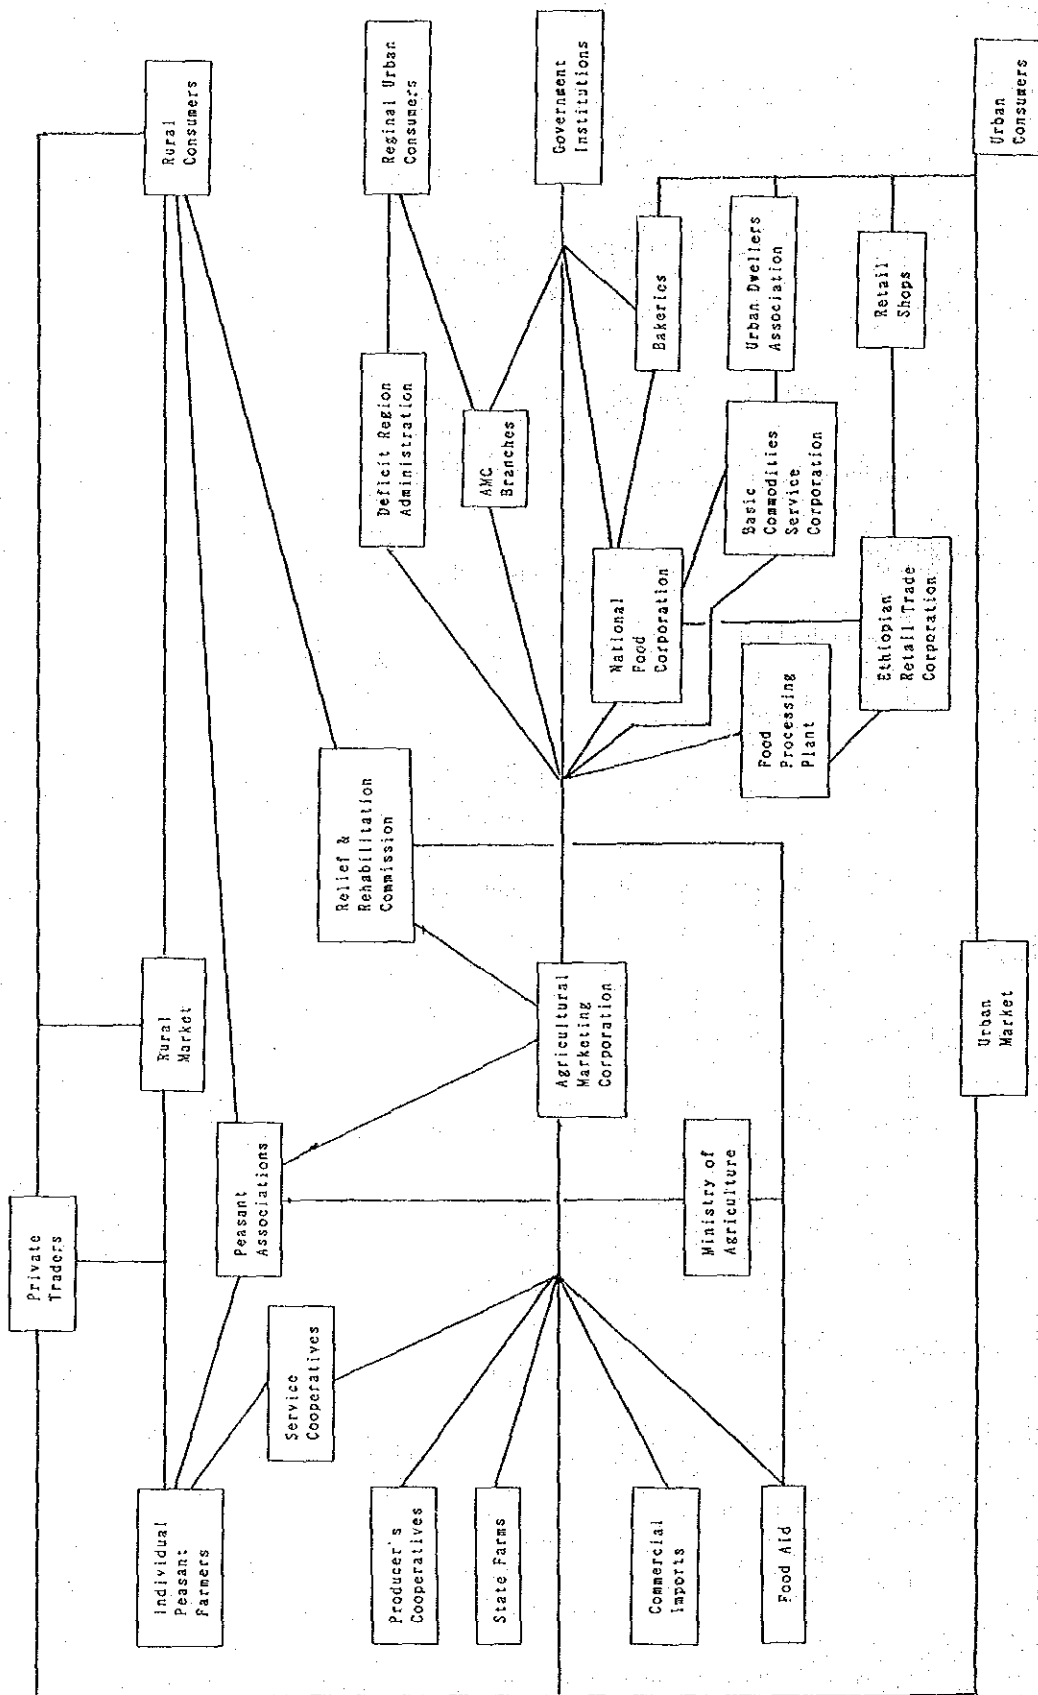 Private
Traders
Rural
Consumers
Rural
Market
Individual
Peasant
Farmers
Peasant
Associations
Service
Cooperatives
Relief &
Rehabilitation
Commission
Reginal Urban
Consumers
Deficit Region
Administration
Producer's
Cooperatives
AMC
Branches
State Farms
Government
Institutions
Agricultural
Marketing
Corporation
Bakeries
National
Food
Corporation
Commercial
Imports
Ministry of
Agriculture
Urban Dwellers
Association
Basic
Commodities
Service
Corporation
Food
Processing
Plant
Food Aid
Retail
Shops
Ethiopian
Retail Trade
Corporation
Urban
Consumers
Urban
Market